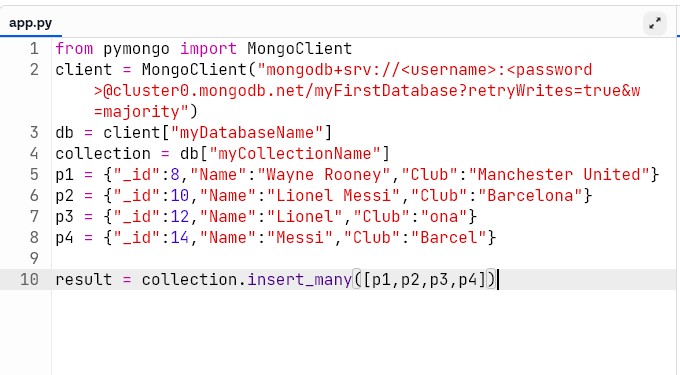 app.py
1 from pymongo import MongoClient
2 client = MongoClient("mongodb+srv://<username>:<password
>@cluster0.mongodb.net/myFirstDatabase?retryWrites=true&w
=majority")
3 db = client["myDatabaseName"]
4 collection = db["myCollectionName"]
5 p1 = {"_id":8,"Name":"Wayne Rooney","Club":"Manchester United"}
6 p2 = {"_id":10,"Name":"Lionel Messi","Club":"Barcelona"}
7 p3 = {"_id":12,"Name":"Lionel","Club":"ona"}
8 p4 = {"_id":14,"Name":"Messi","Club":"Barcel"}
9
10 result = collection.insert_many([p1,p2,p3,p4])